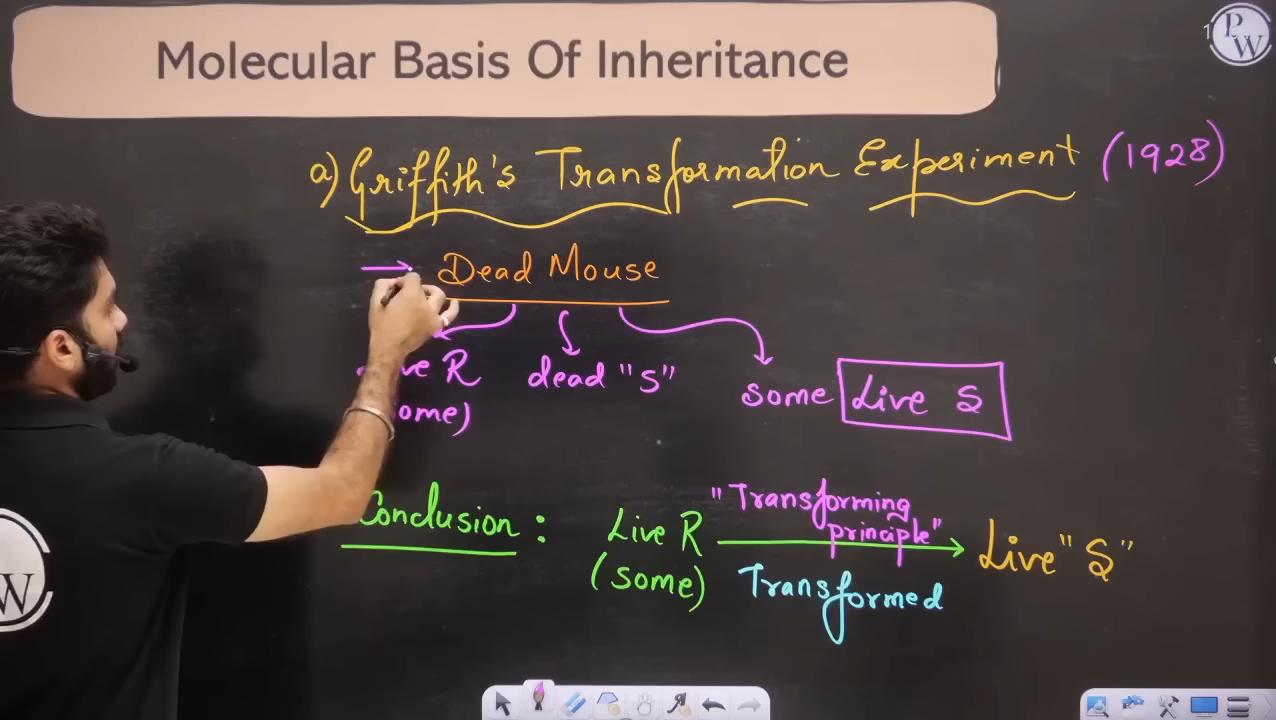 Molecular Basis Of Inheritance
PW
a) Griffith's Transformation Experiment (1928)
→ Dead Mouse
R dead "S" some Live S
ome)
Conclusion : Live R "Transforming principle" Live "S"
(some) Transformed
W